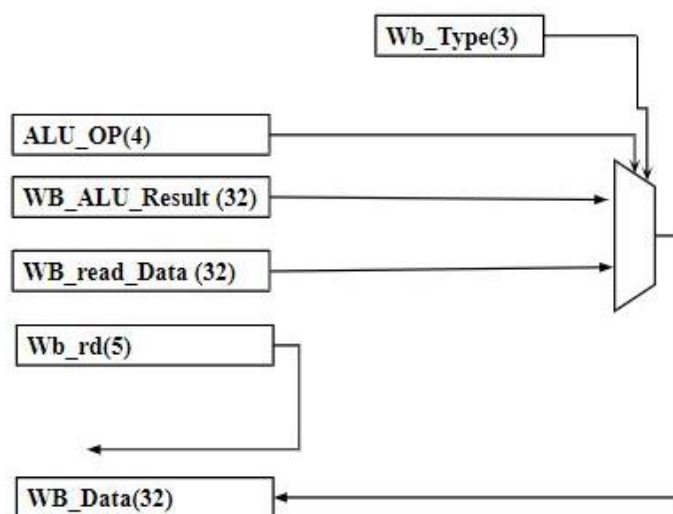 Wb_Type(3)
ALU_OP(4)
WB_ALU_Result (32)
WB_read_Data (32)
Wb_rd(5)
WB_Data(32)